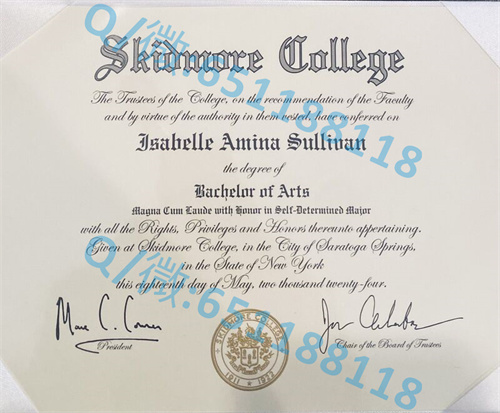 Skidmore College
The Trustees of the College, on the recommendation of the Faculty
and by virtue of the authority in them vested, have conferred on
Isabelle Amina Sullivan
the degree of
Bachelor of Arts
Magna Cum Laude with Honor in Self-Determined Major
with all the Rights, Privileges and Honors thereunto appertaining.
Given at Skidmore College, in the City of Saratoga Springs,
in the State of New York
this eighteenth day of May, two thousand twenty-four.
Marc C. Conner
President
Chair of the Board of Trustees
SKIDMORE COLLEGE
1911 1922
Q/微:651188118
Q/微:651188118